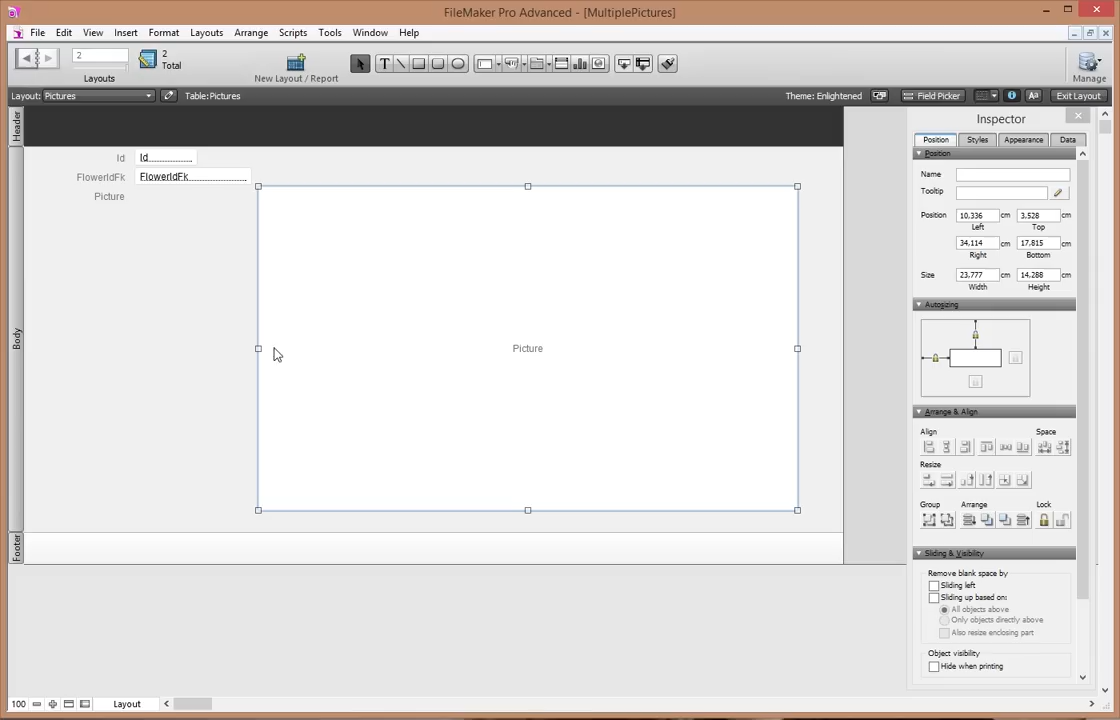 FileMaker Pro Advanced - [MultiplePictures]
File Edit View Insert Format Layouts Arrange Scripts Tools Window Help
2
2
Total
Layouts
New Layout / Report
Manage
Layout: Pictures
Table: Pictures
Theme: Enlightened
Field Picker
Aa
Exit Layout
Header
Inspector
Position Styles Appearance Data
Position
Id
Id
FlowerIdFk
FlowerIdFk
Picture
Picture
Body
Footer
Name
Tooltip
Position
10,336 cm
3,528 cm
Left
Top
34,114 cm
17,815 cm
Right
Bottom
Size
23,777 cm
14,288 cm
Width
Height
Autosizing
Arrange & Align
Align
Space
Resize
Group
Arrange
Lock
Sliding & Visibility
Remove blank space by
Sliding left
Sliding up based on:
All objects above
Only objects directly above
Also resize enclosing part
Object visibility
Hide when printing
100
Layout